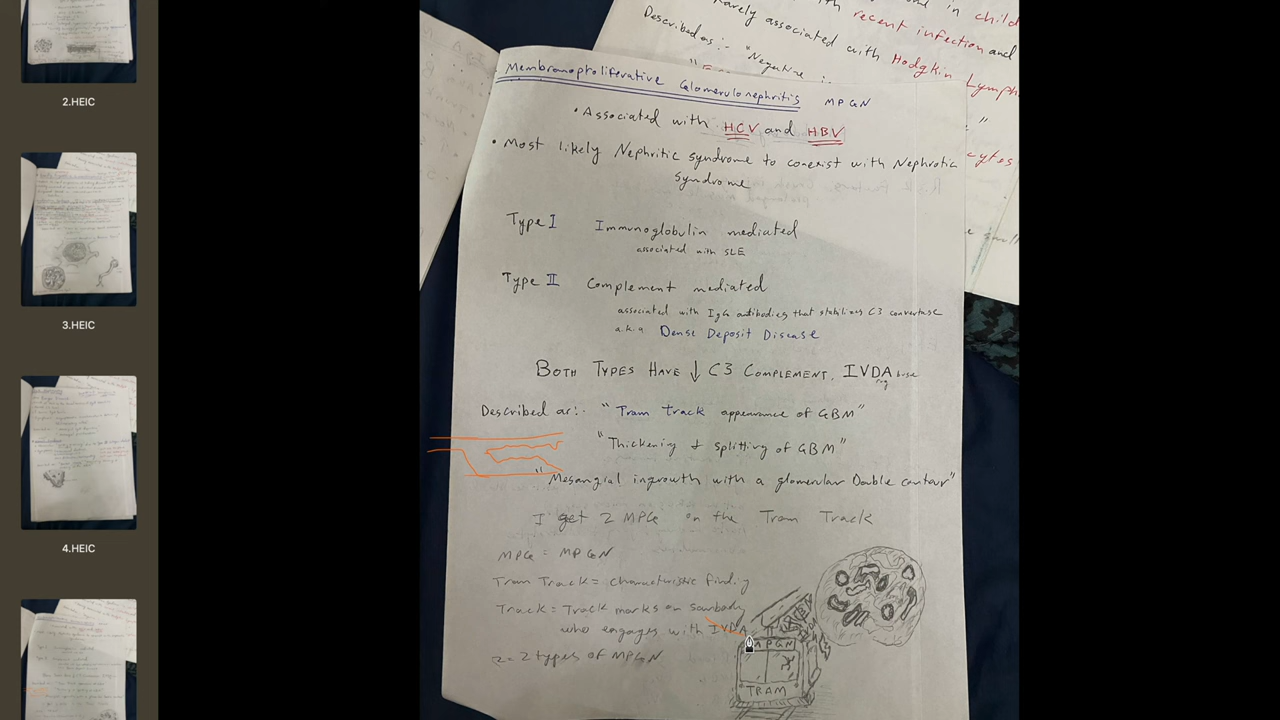 2.HEIC
3.HEIC
4.HEIC
in child
with recent infection and
rarely associated with Hodgkin Lymph
Described as:- "Negative
cytes
Membranoproliferative Glomerulonephritis MPGN
• Associated with HCV and HBV
• Most likely Nephritic syndrome to coexist with Nephrotic
Syndrome
Type I Immunoglobulin mediated
associated with SLE
Type II Complement mediated
associated with IgG antibodies that stabilizes C3 convertase
a.k.a Dense Deposit Disease
BOTH TYPES HAVE ↓ C3 COMPLEMENT, IVDA
Described as:- "Tram Track appearance of GBM"
"Thickening & splitting of GBM"
"Mesangial ingrowth with a glomerular Double contour"
I get 2 MPG on the Tram Track
MPG = MPGN
Tram Track = characteristic finding
Track = Track marks on somebody
who engages with IVDA
2 = 2 types of MPGN
MPGN
TRAM